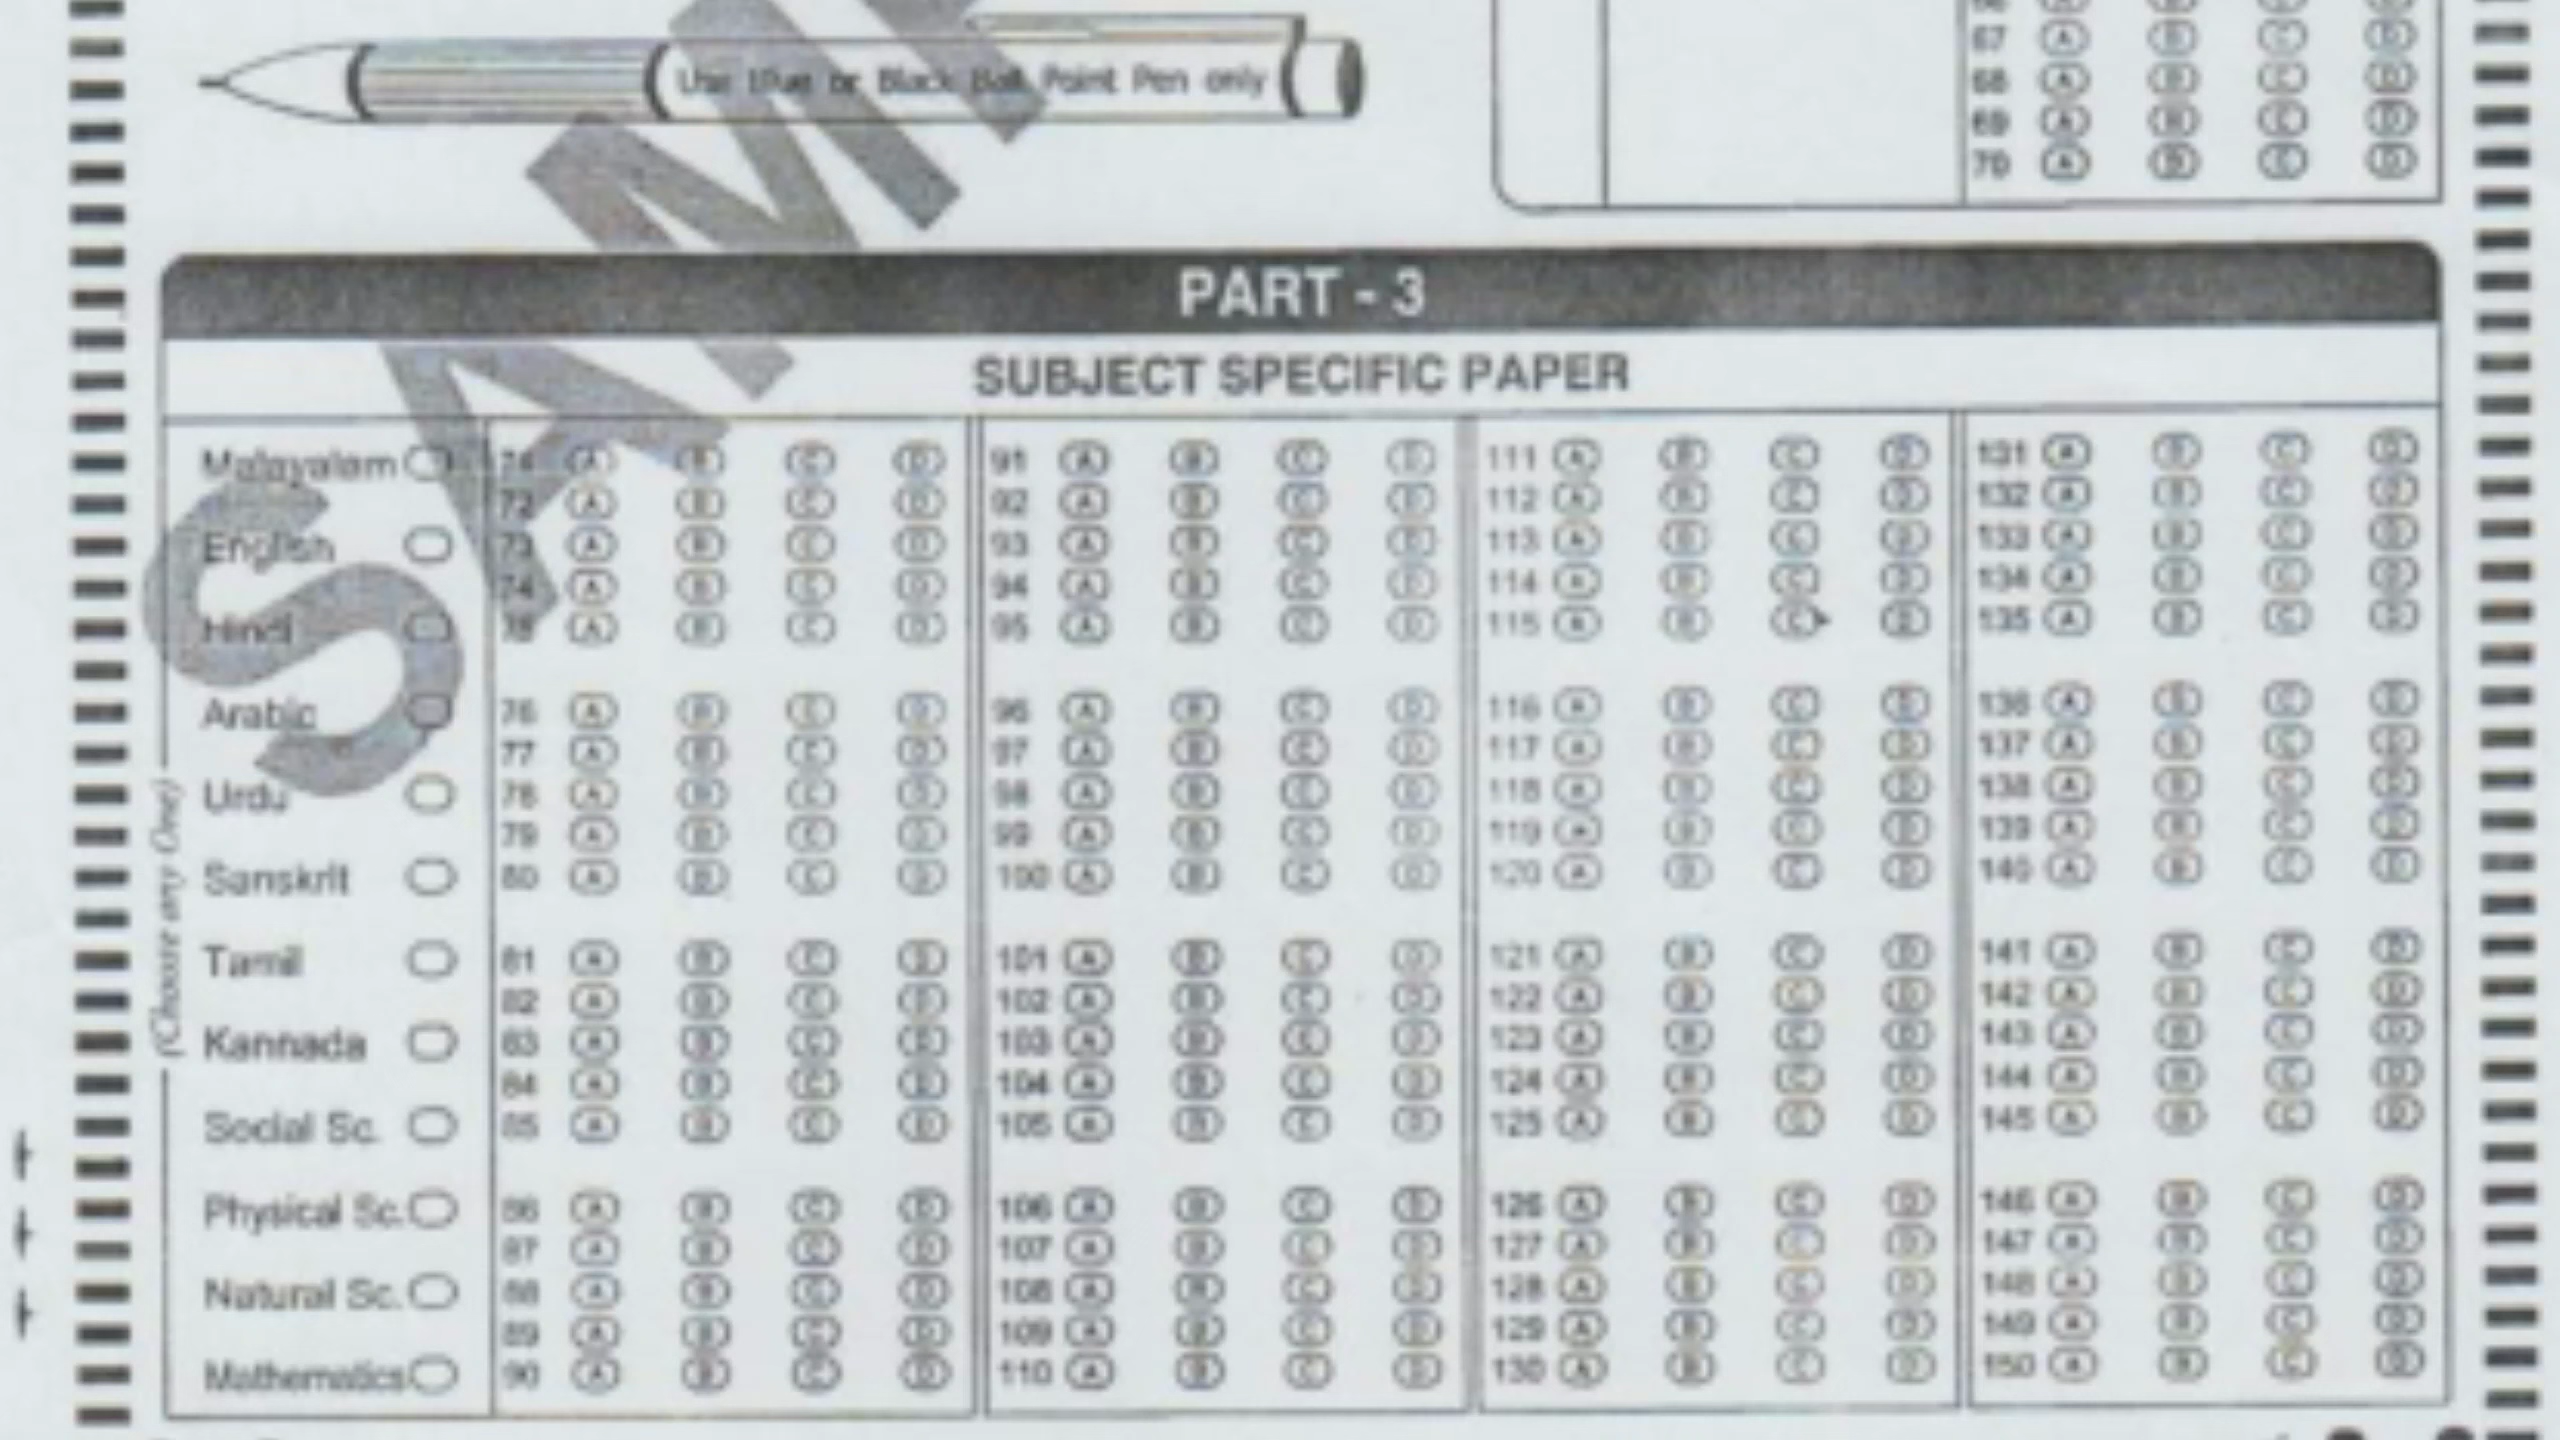 67 A B C D
68 A B C D
69 A B C D
70 A B C D
Use Blue or Black Ball Point Pen only
SAM
PART - 3
SUBJECT SPECIFIC PAPER
(Choose any One)
Malayalam
English
Hindi
Arabic
Urdu
Sanskrit
Tamil
Kannada
Social Sc.
Physical Sc.
Natural Sc.
Mathematics
71 A B C D
72 A B C D
73 A B C D
74 A B C D
75 A B C D
76 A B C D
77 A B C D
78 A B C D
79 A B C D
80 A B C D
81 A B C D
82 A B C D
83 A B C D
84 A B C D
85 A B C D
86 A B C D
87 A B C D
88 A B C D
89 A B C D
90 A B C D
91 A B C D
92 A B C D
93 A B C D
94 A B C D
95 A B C D
96 A B C D
97 A B C D
98 A B C D
99 A B C D
100 A B C D
101 A B C D
102 A B C D
103 A B C D
104 A B C D
105 A B C D
106 A B C D
107 A B C D
108 A B C D
109 A B C D
110 A B C D
111 A B C D
112 A B C D
113 A B C D
114 A B C D
115 A B C D
116 A B C D
117 A B C D
118 A B C D
119 A B C D
120 A B C D
121 A B C D
122 A B C D
123 A B C D
124 A B C D
125 A B C D
126 A B C D
127 A B C D
128 A B C D
129 A B C D
130 A B C D
131 A B C D
132 A B C D
133 A B C D
134 A B C D
135 A B C D
136 A B C D
137 A B C D
138 A B C D
139 A B C D
140 A B C D
141 A B C D
142 A B C D
143 A B C D
144 A B C D
145 A B C D
146 A B C D
147 A B C D
148 A B C D
149 A B C D
150 A B C D